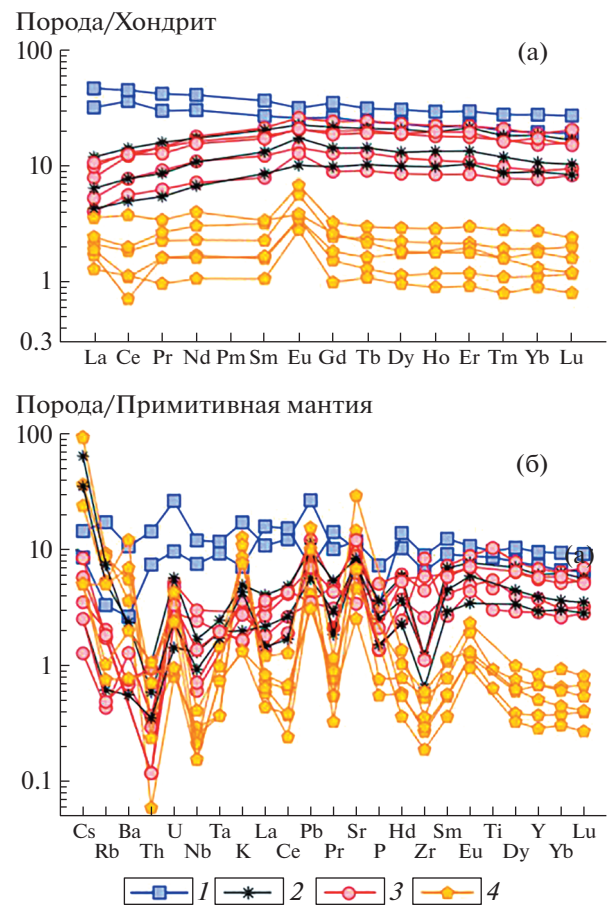 Порода/Хондрит
100
(а)
10
1
0.3
La Ce Pr Nd Pm Sm Eu Gd Tb Dy Ho Er Tm Yb Lu
Порода/Примитивная мантия
100
(б)
10
(а)
1
0.1
Cs Ba U Ta La Pb Sr Hd Sm Ti Y Lu
Rb Th Nb K Ce Pr P Zr Eu Dy Yb
1 2 3 4